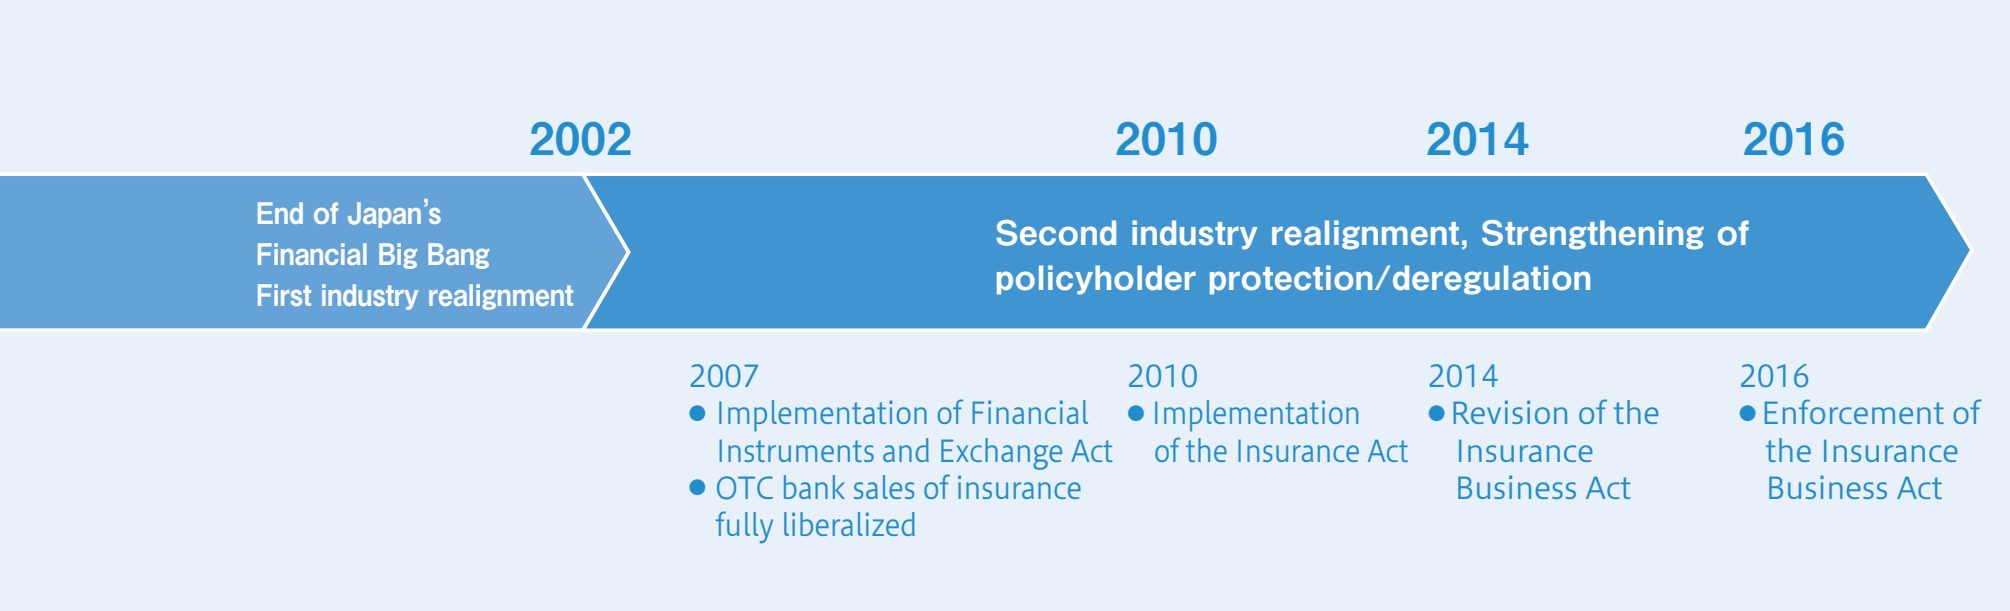 2002
2010
2014
2016
End of Japan's
Financial Big Bang
First industry realignment
Second industry realignment, Strengthening of
policyholder protection/deregulation
2007
● Implementation of Financial
Instruments and Exchange Act
● OTC bank sales of insurance
fully liberalized
2010
● Implementation
of the Insurance Act
2014
● Revision of the
Insurance
Business Act
2016
● Enforcement of
the Insurance
Business Act